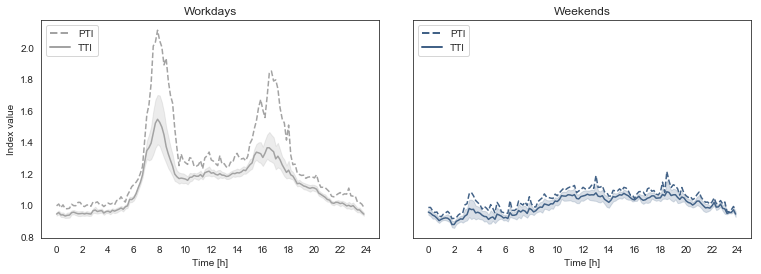 Workdays
PTI
TTI
Index value
2.0
1.8
1.6
1.4
1.2
1.0
0.8
0 2 4 6 8 10 12 14 16 18 20 22 24
Time [h]
Weekends
PTI
TTI
0 2 4 6 8 10 12 14 16 18 20 22 24
Time [h]